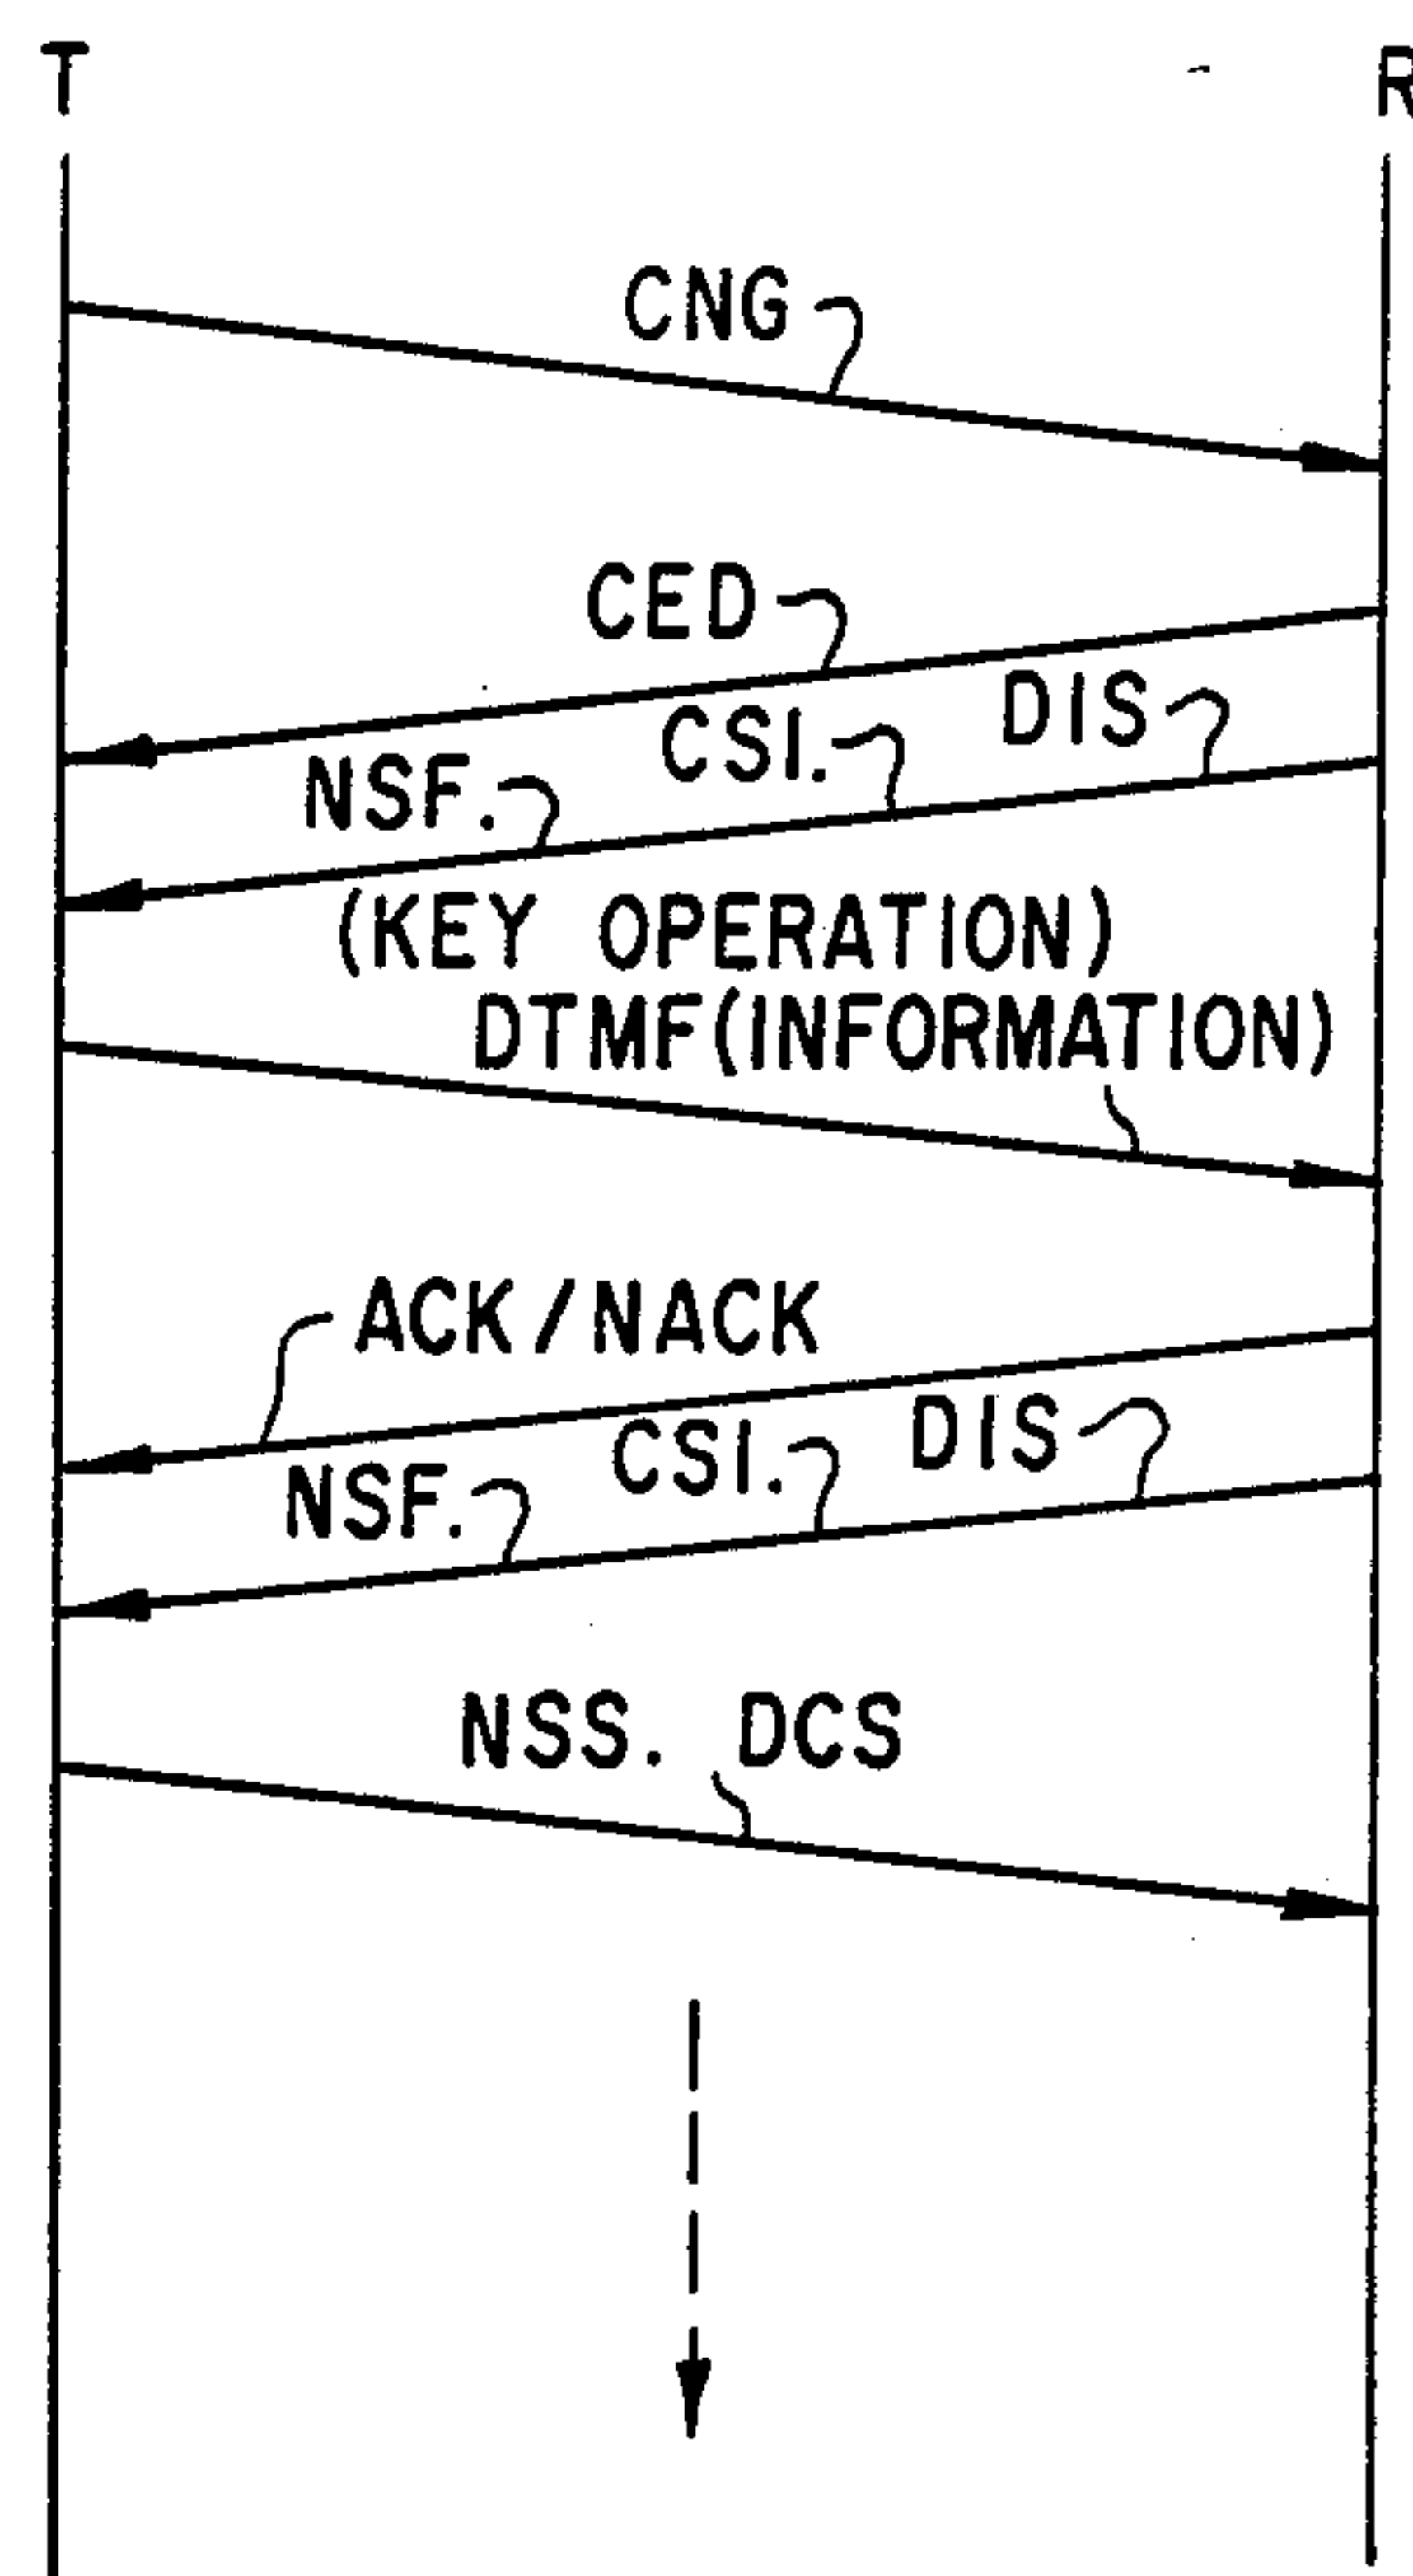 T R
CNG
CED
DIS
CSI.
NSF.
(KEY OPERATION)
DTMF(INFORMATION)
ACK/NACK
DIS
CSI.
NSF.
NSS. DCS